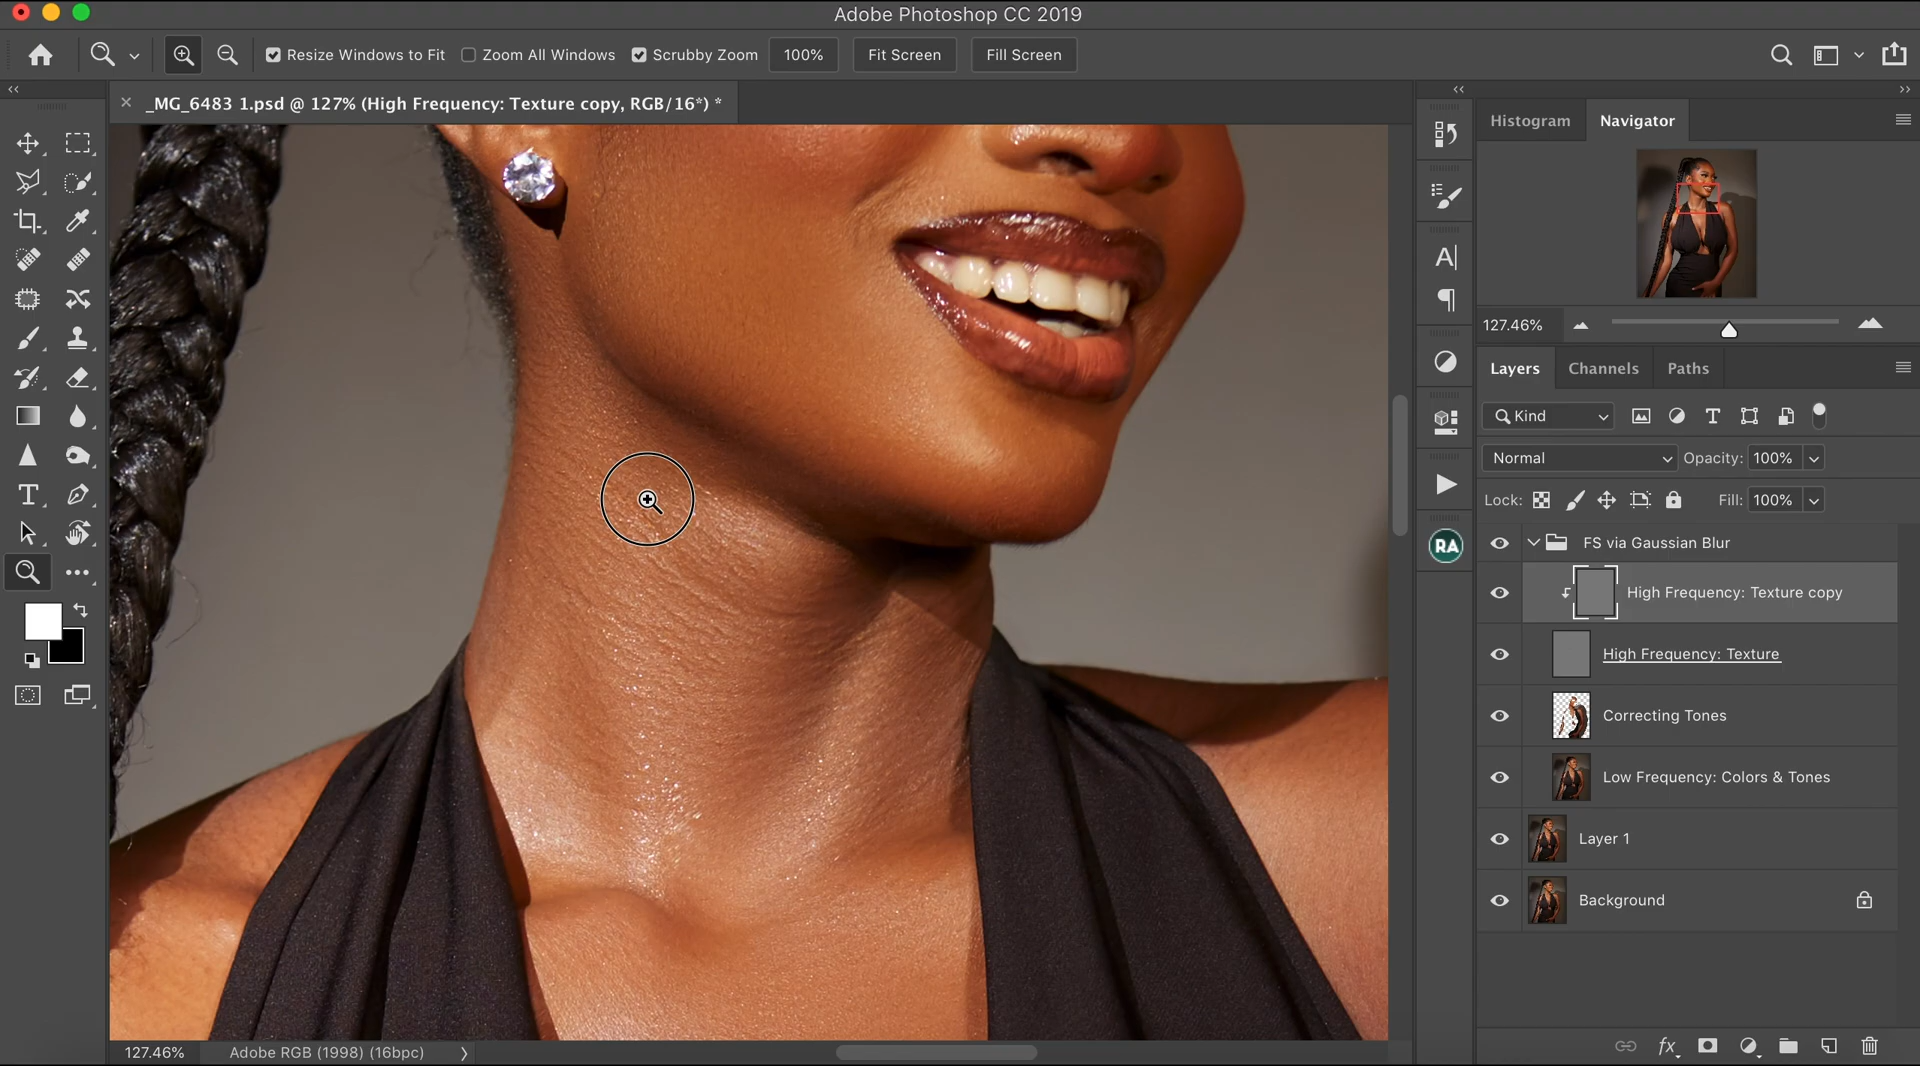 Adobe Photoshop CC 2019
Resize Windows to Fit
Zoom All Windows
Scrubby Zoom
100%
Fit Screen
Fill Screen
_MG_6483 1.psd @ 127% (High Frequency: Texture copy, RGB/16*) *
Histogram
Navigator
127.46%
Layers
Channels
Paths
Kind
Normal
Opacity: 100%
Lock:
Fill: 100%
FS via Gaussian Blur
High Frequency: Texture copy
High Frequency: Texture
Correcting Tones
Low Frequency: Colors & Tones
Layer 1
Background
RA
fx
127.46%
Adobe RGB (1998) (16bpc)